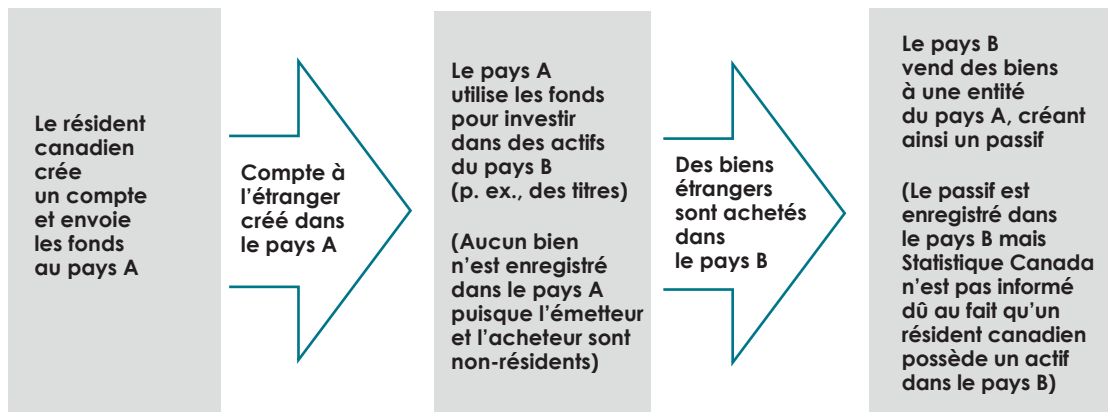 Le résident
canadien
crée
un compte
et envoie
les fonds
au pays A
Compte à
l'étranger
créé dans
le pays A
Le pays A
utilise les fonds
pour investir
dans des actifs
du pays B
(p. ex., des titres)
(Aucun bien
n'est enregistré
dans le pays A
puisque l'émetteur
et l'acheteur sont
non-résidents)
Des biens
étrangers
sont achetés
dans
le pays B
Le pays B
vend des biens
à une entité
du pays A, créant
ainsi un passif
(Le passif est
enregistré dans
le pays B mais
Statistique Canada
n'est pas informé
dû au fait qu'un
résident canadien
possède un actif
dans le pays B)